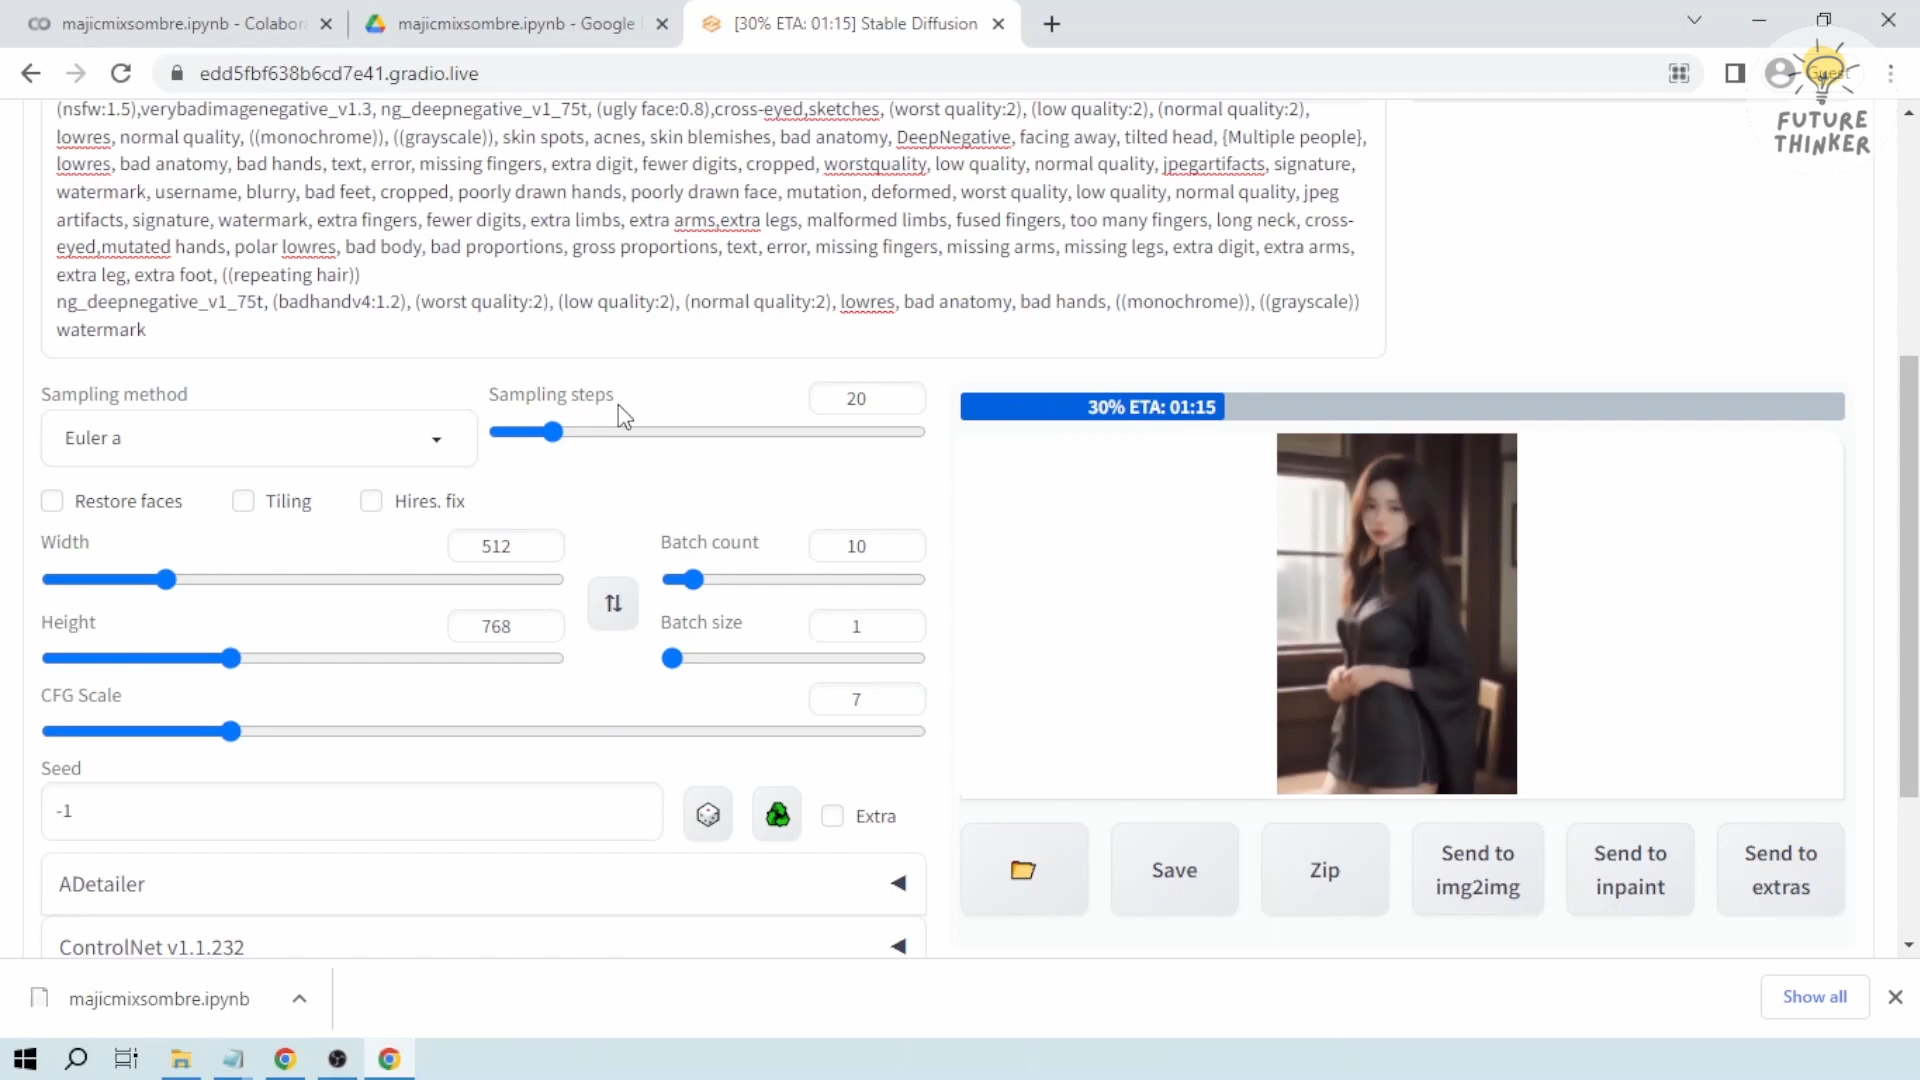 majicmixsombre.ipynb - Colabora
majicmixsombre.ipynb - Google
[30% ETA: 01:15] Stable Diffusion
edd5fbf638b6cd7e41.gradio.live
Guest
FUTURE
THINKER
(nsfw:1.5),verybadimagenegative_v1.3, ng_deepnegative_v1_75t, (ugly face:0.8),cross-eyed,sketches, (worst quality:2), (low quality:2), (normal quality:2),
lowres, normal quality, ((monochrome)), ((grayscale)), skin spots, acnes, skin blemishes, bad anatomy, DeepNegative, facing away, tilted head, {Multiple people},
lowres, bad anatomy, bad hands, text, error, missing fingers, extra digit, fewer digits, cropped, worstquality, low quality, normal quality, jpegartifacts, signature,
watermark, username, blurry, bad feet, cropped, poorly drawn hands, poorly drawn face, mutation, deformed, worst quality, low quality, normal quality, jpeg
artifacts, signature, watermark, extra fingers, fewer digits, extra limbs, extra arms,extra legs, malformed limbs, fused fingers, too many fingers, long neck, cross-
eyed,mutated hands, polar lowres, bad body, bad proportions, gross proportions, text, error, missing fingers, missing arms, missing legs, extra digit, extra arms,
extra leg, extra foot, ((repeating hair))
ng_deepnegative_v1_75t, (badhandv4:1.2), (worst quality:2), (low quality:2), (normal quality:2), lowres, bad anatomy, bad hands, ((monochrome)), ((grayscale))
watermark
Sampling method
Sampling steps
20
Euler a
30% ETA: 01:15
Restore faces
Tiling
Hires. fix
Width
512
Batch count
10
Height
768
Batch size
1
CFG Scale
7
Seed
-1
Extra
ADetailer
ControlNet v1.1.232
Save
Zip
Send to
img2img
Send to
inpaint
Send to
extras
majicmixsombre.ipynb
Show all